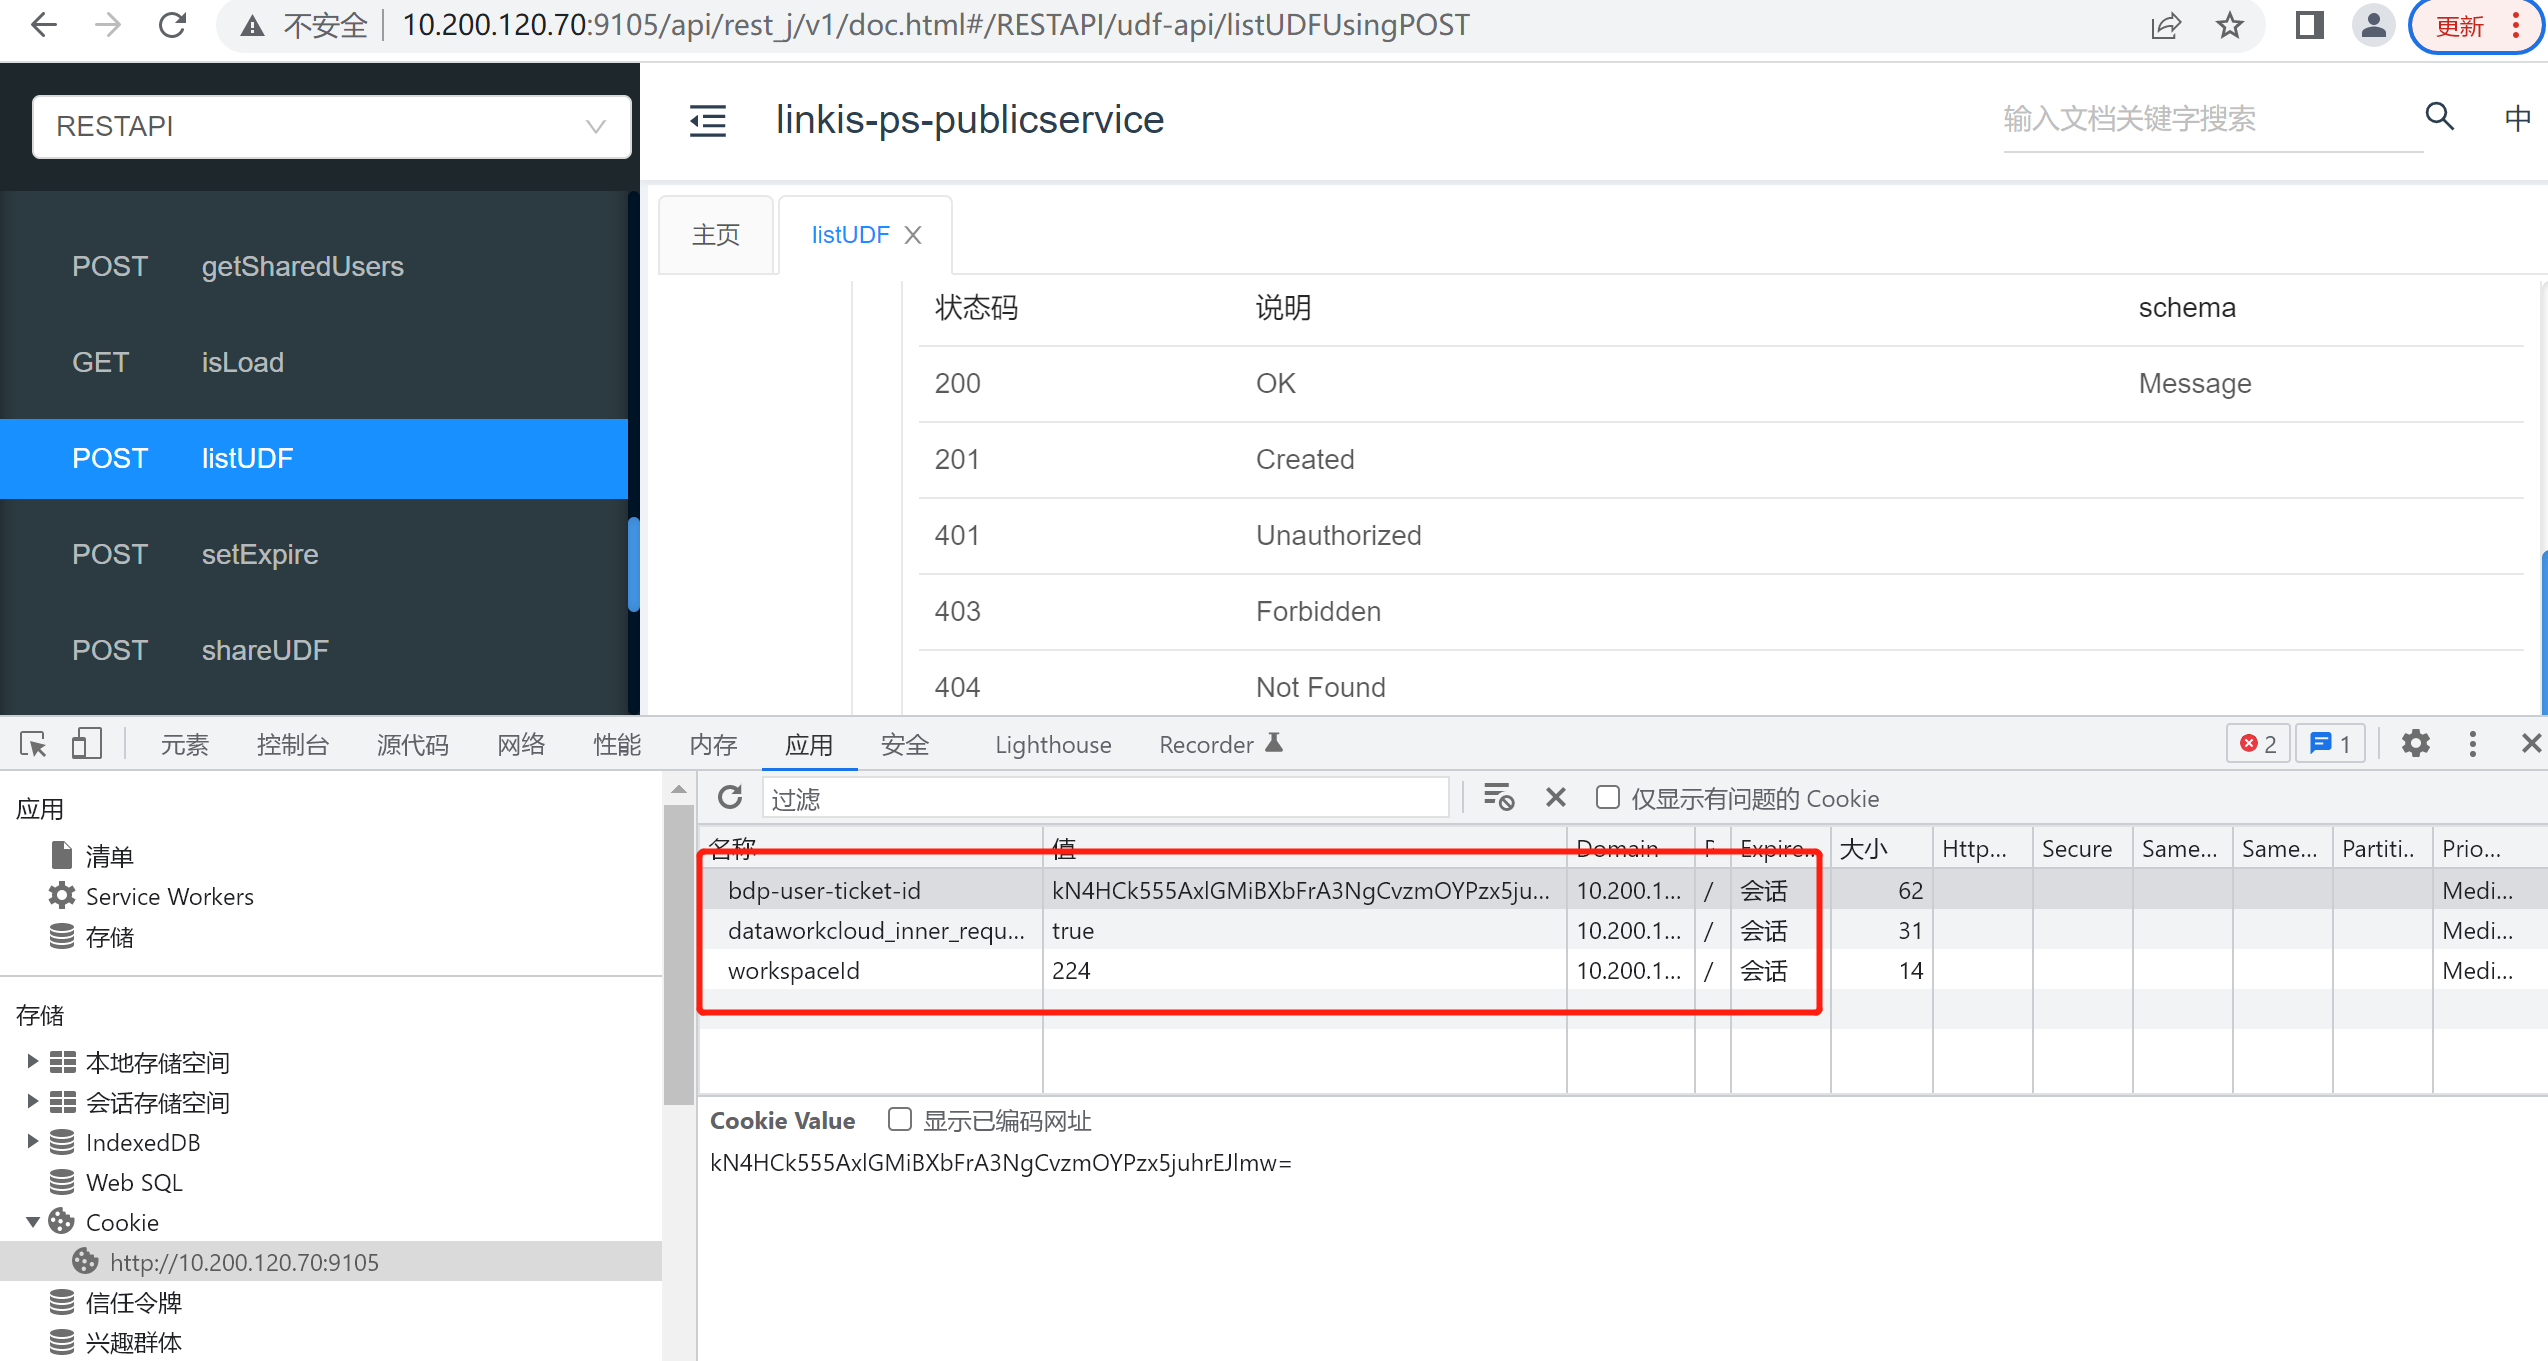 不安全 10.200.120.70:9105/api/rest_j/v1/doc.html#/RESTAPI/udf-api/listUDFUsingPOST 更新
RESTAPI
linkis-ps-publicservice 输入文档关键字搜索 中
主页 listUDF
POST getSharedUsers
GET isLoad
POST listUDF
POST setExpire
POST shareUDF
状态码 说明 schema
200 OK Message
201 Created
401 Unauthorized
403 Forbidden
404 Not Found
元素 控制台 源代码 网络 性能 内存 应用 安全 Lighthouse Recorder 2 1
应用
清单
Service Workers
存储
存储
本地存储空间
会话存储空间
IndexedDB
Web SQL
Cookie
http://10.200.120.70:9105
信任令牌
兴趣群体
过滤 仅显示有问题的 Cookie
名称 值 Domain Expire... 大小 Http... Secure Same... Same... Partiti.. Prio...
bdp-user-ticket-id kN4HCk555AxlGMiBXbFrA3NgCvzmOYPzx5ju... 10.200.1... / 会话 62 Medi...
dataworkcloud_inner_requ... true 10.200.1... / 会话 31 Medi...
workspaceId 224 10.200.1... / 会话 14 Medi...
Cookie Value 显示已编码网址
kN4HCk555AxlGMiBXbFrA3NgCvzmOYPzx5juhrEJlmw=